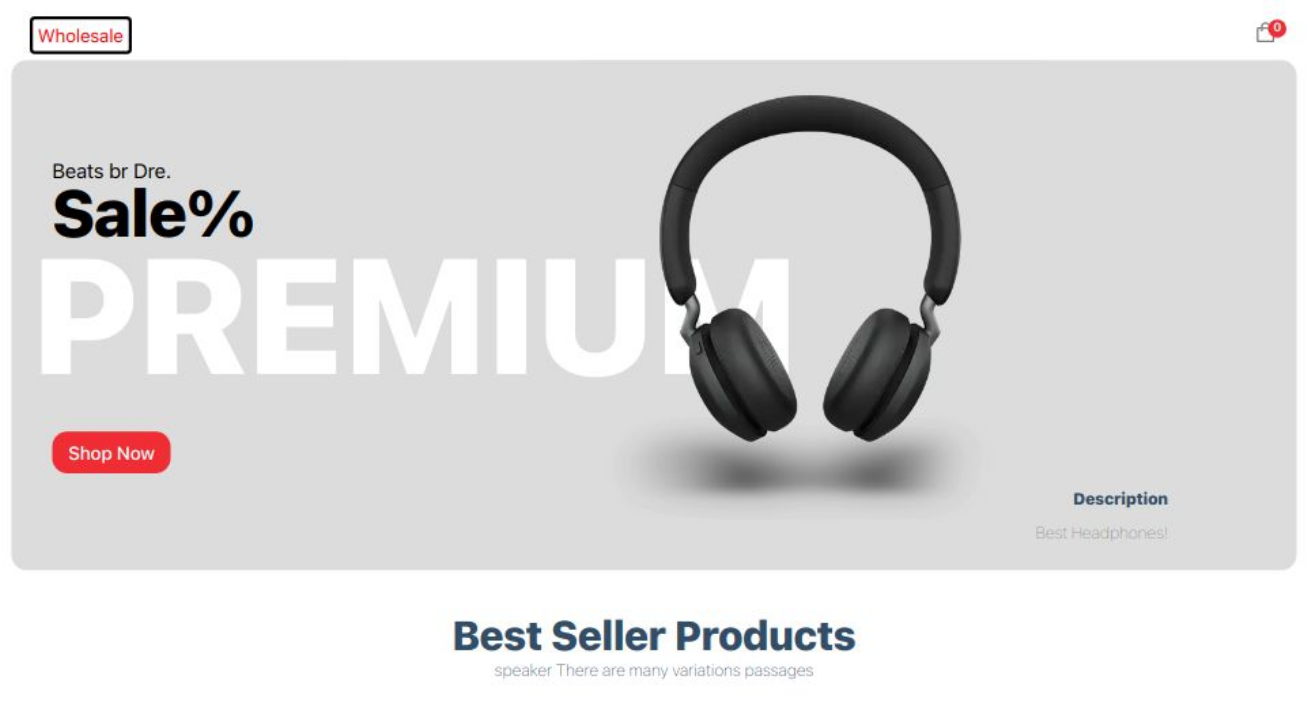 Wholesale
0
Beats br Dre.
Sale%
PREMIUM
Shop Now
Description
Best Headphones!
Best Seller Products
speaker There are many variations passages